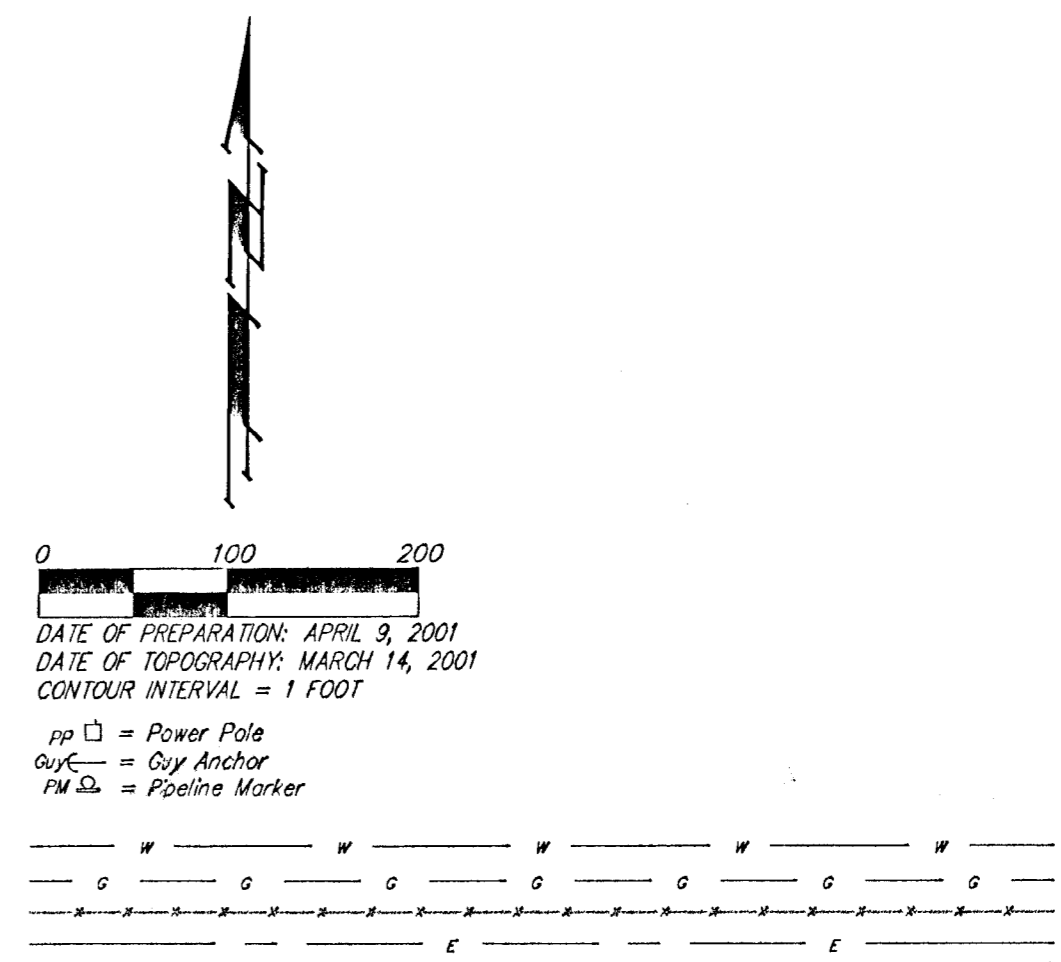 0 100 200
DATE OF PREPARATION: APRIL 9, 2001
DATE OF TOPOGRAPHY: MARCH 14, 2001
CONTOUR INTERVAL = 1 FOOT
PP = Power Pole
Guy = Guy Anchor
PM = Pipeline Marker
W W W W W
G G G G G G G
E E